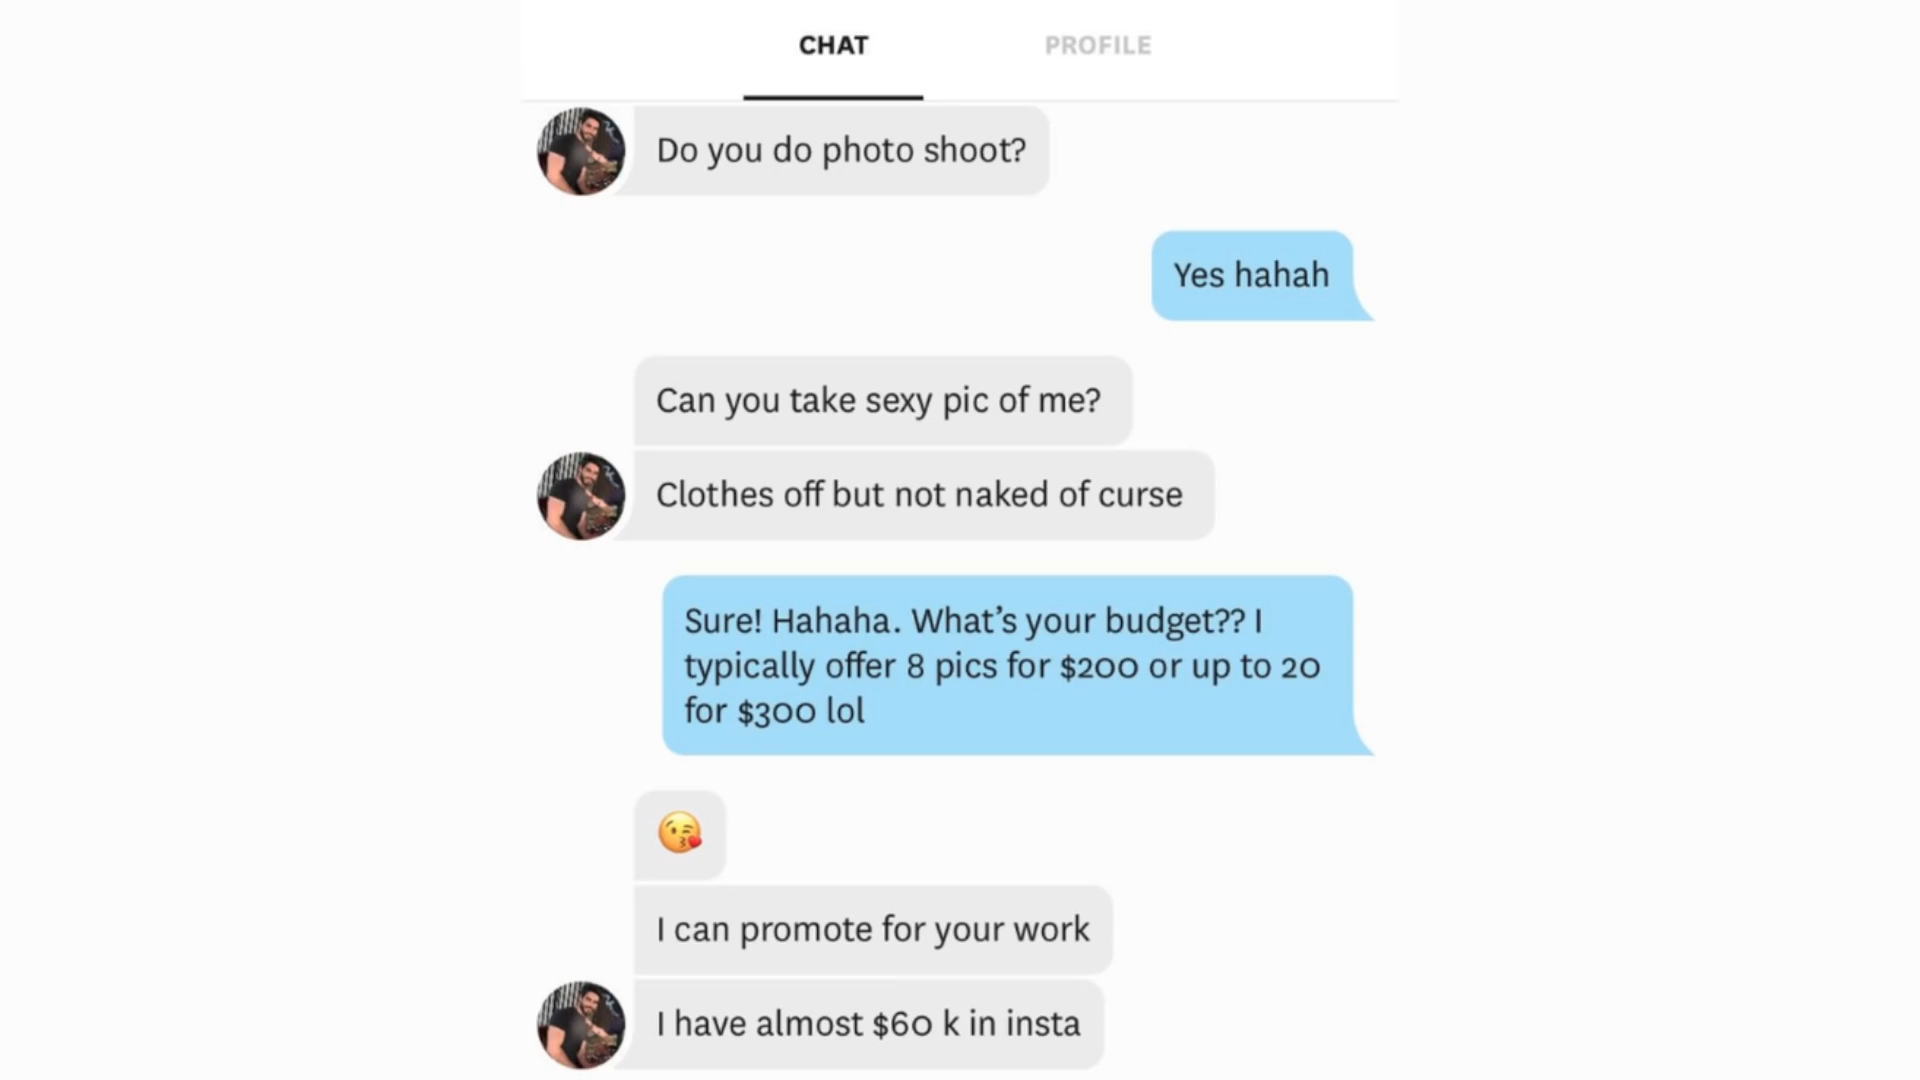 CHAT
PROFILE
Do you do photo shoot?
Yes hahah
Can you take sexy pic of me?
Clothes off but not naked of curse
Sure! Hahaha. What’s your budget?? I
typically offer 8 pics for $200 or up to 20
for $300 lol
😘
I can promote for your work
I have almost $60 k in insta